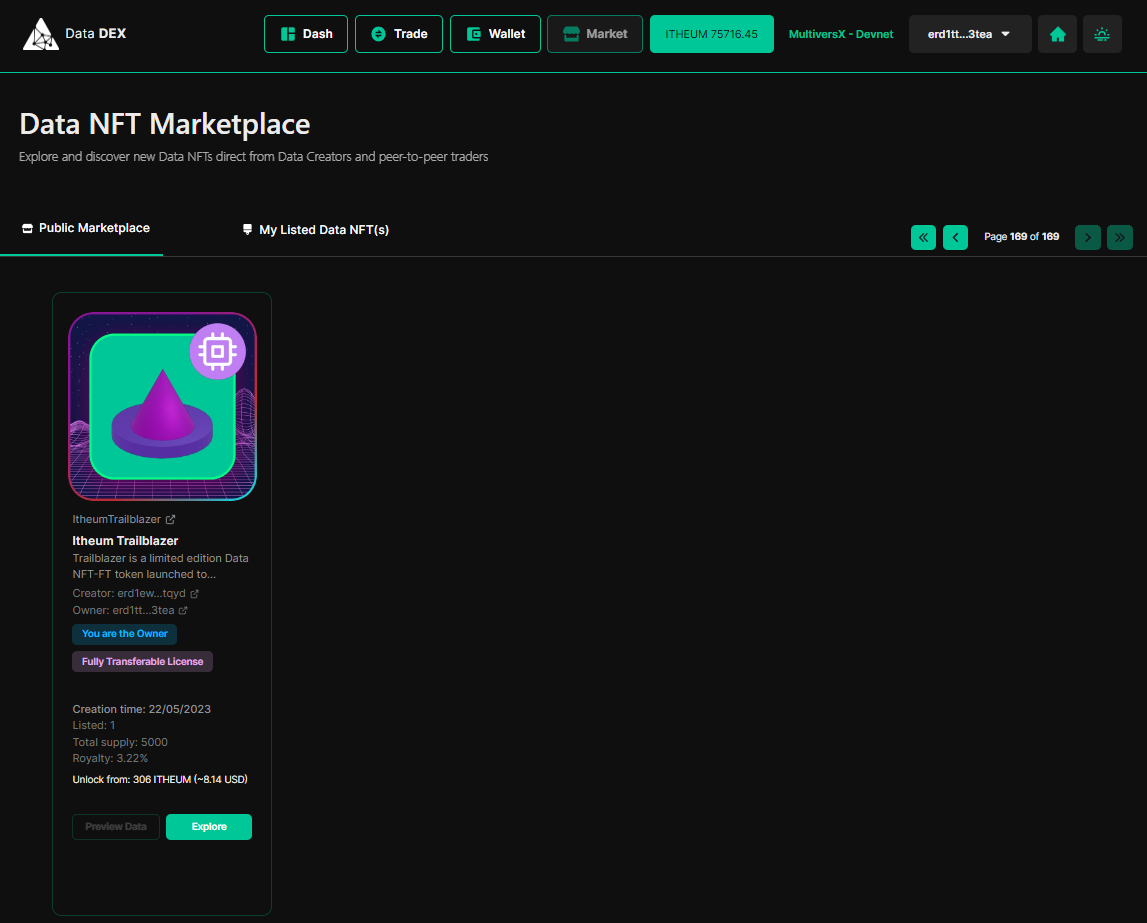 Data DEX
Dash
Trade
Wallet
Market
ITHEUM 75716.45
MultiversX - Devnet
erd1tt...3tea
Data NFT Marketplace
Explore and discover new Data NFTs direct from Data Creators and peer-to-peer traders
Public Marketplace
My Listed Data NFT(s)
Page 169 of 169
ItheumTrailblazer
Itheum Trailblazer
Trailblazer is a limited edition Data
NFT-FT token launched to...
Creator: erd1ew...tqyd
Owner: erd1tt...3tea
You are the Owner
Fully Transferable License
Creation time: 22/05/2023
Listed: 1
Total supply: 5000
Royalty: 3.22%
Unlock from: 306 ITHEUM (~8.14 USD)
Preview Data
Explore